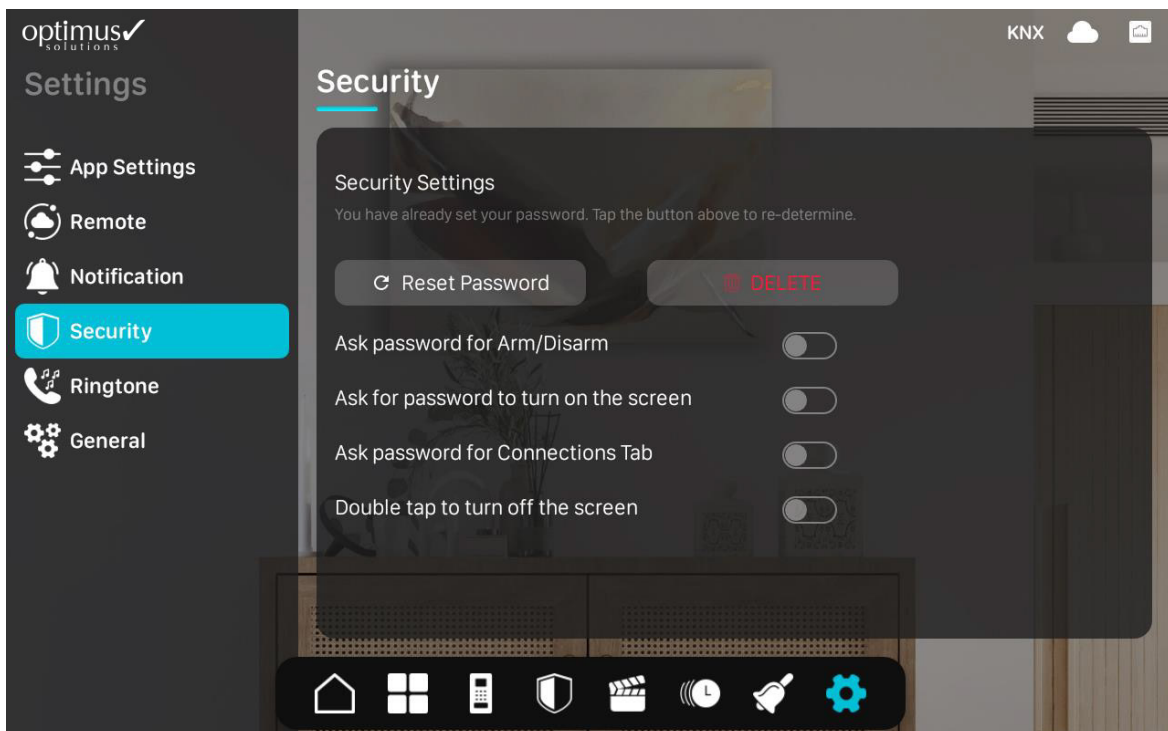 optimus
solutions
KNX
Settings
Security
App Settings
Remote
Notification
Security
Ringtone
General
Security Settings
You have already set your password. Tap the button above to re-determine.
Reset Password
DELETE
Ask password for Arm/Disarm
Ask for password to turn on the screen
Ask password for Connections Tab
Double tap to turn off the screen